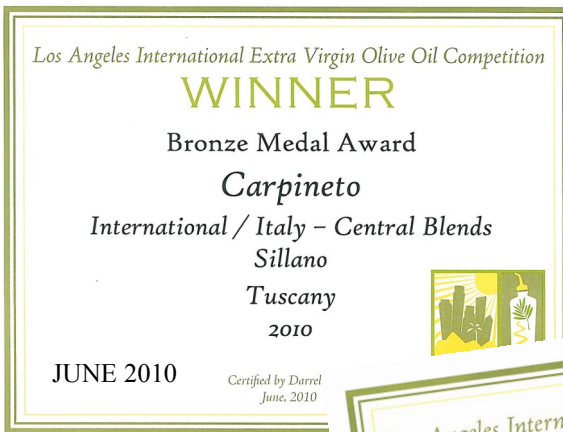 Los Angeles International Extra Virgin Olive Oil Competition
WINNER
Bronze Medal Award
Carpineto
International / Italy – Central Blends
Sillano
Tuscany
2010
JUNE 2010
Certified by Darrel
June, 2010
Angeles Intern